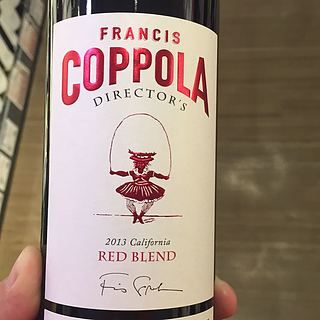 FRANCIS
COPPOLA
DIRECTOR'S
2013 California
RED BLEND